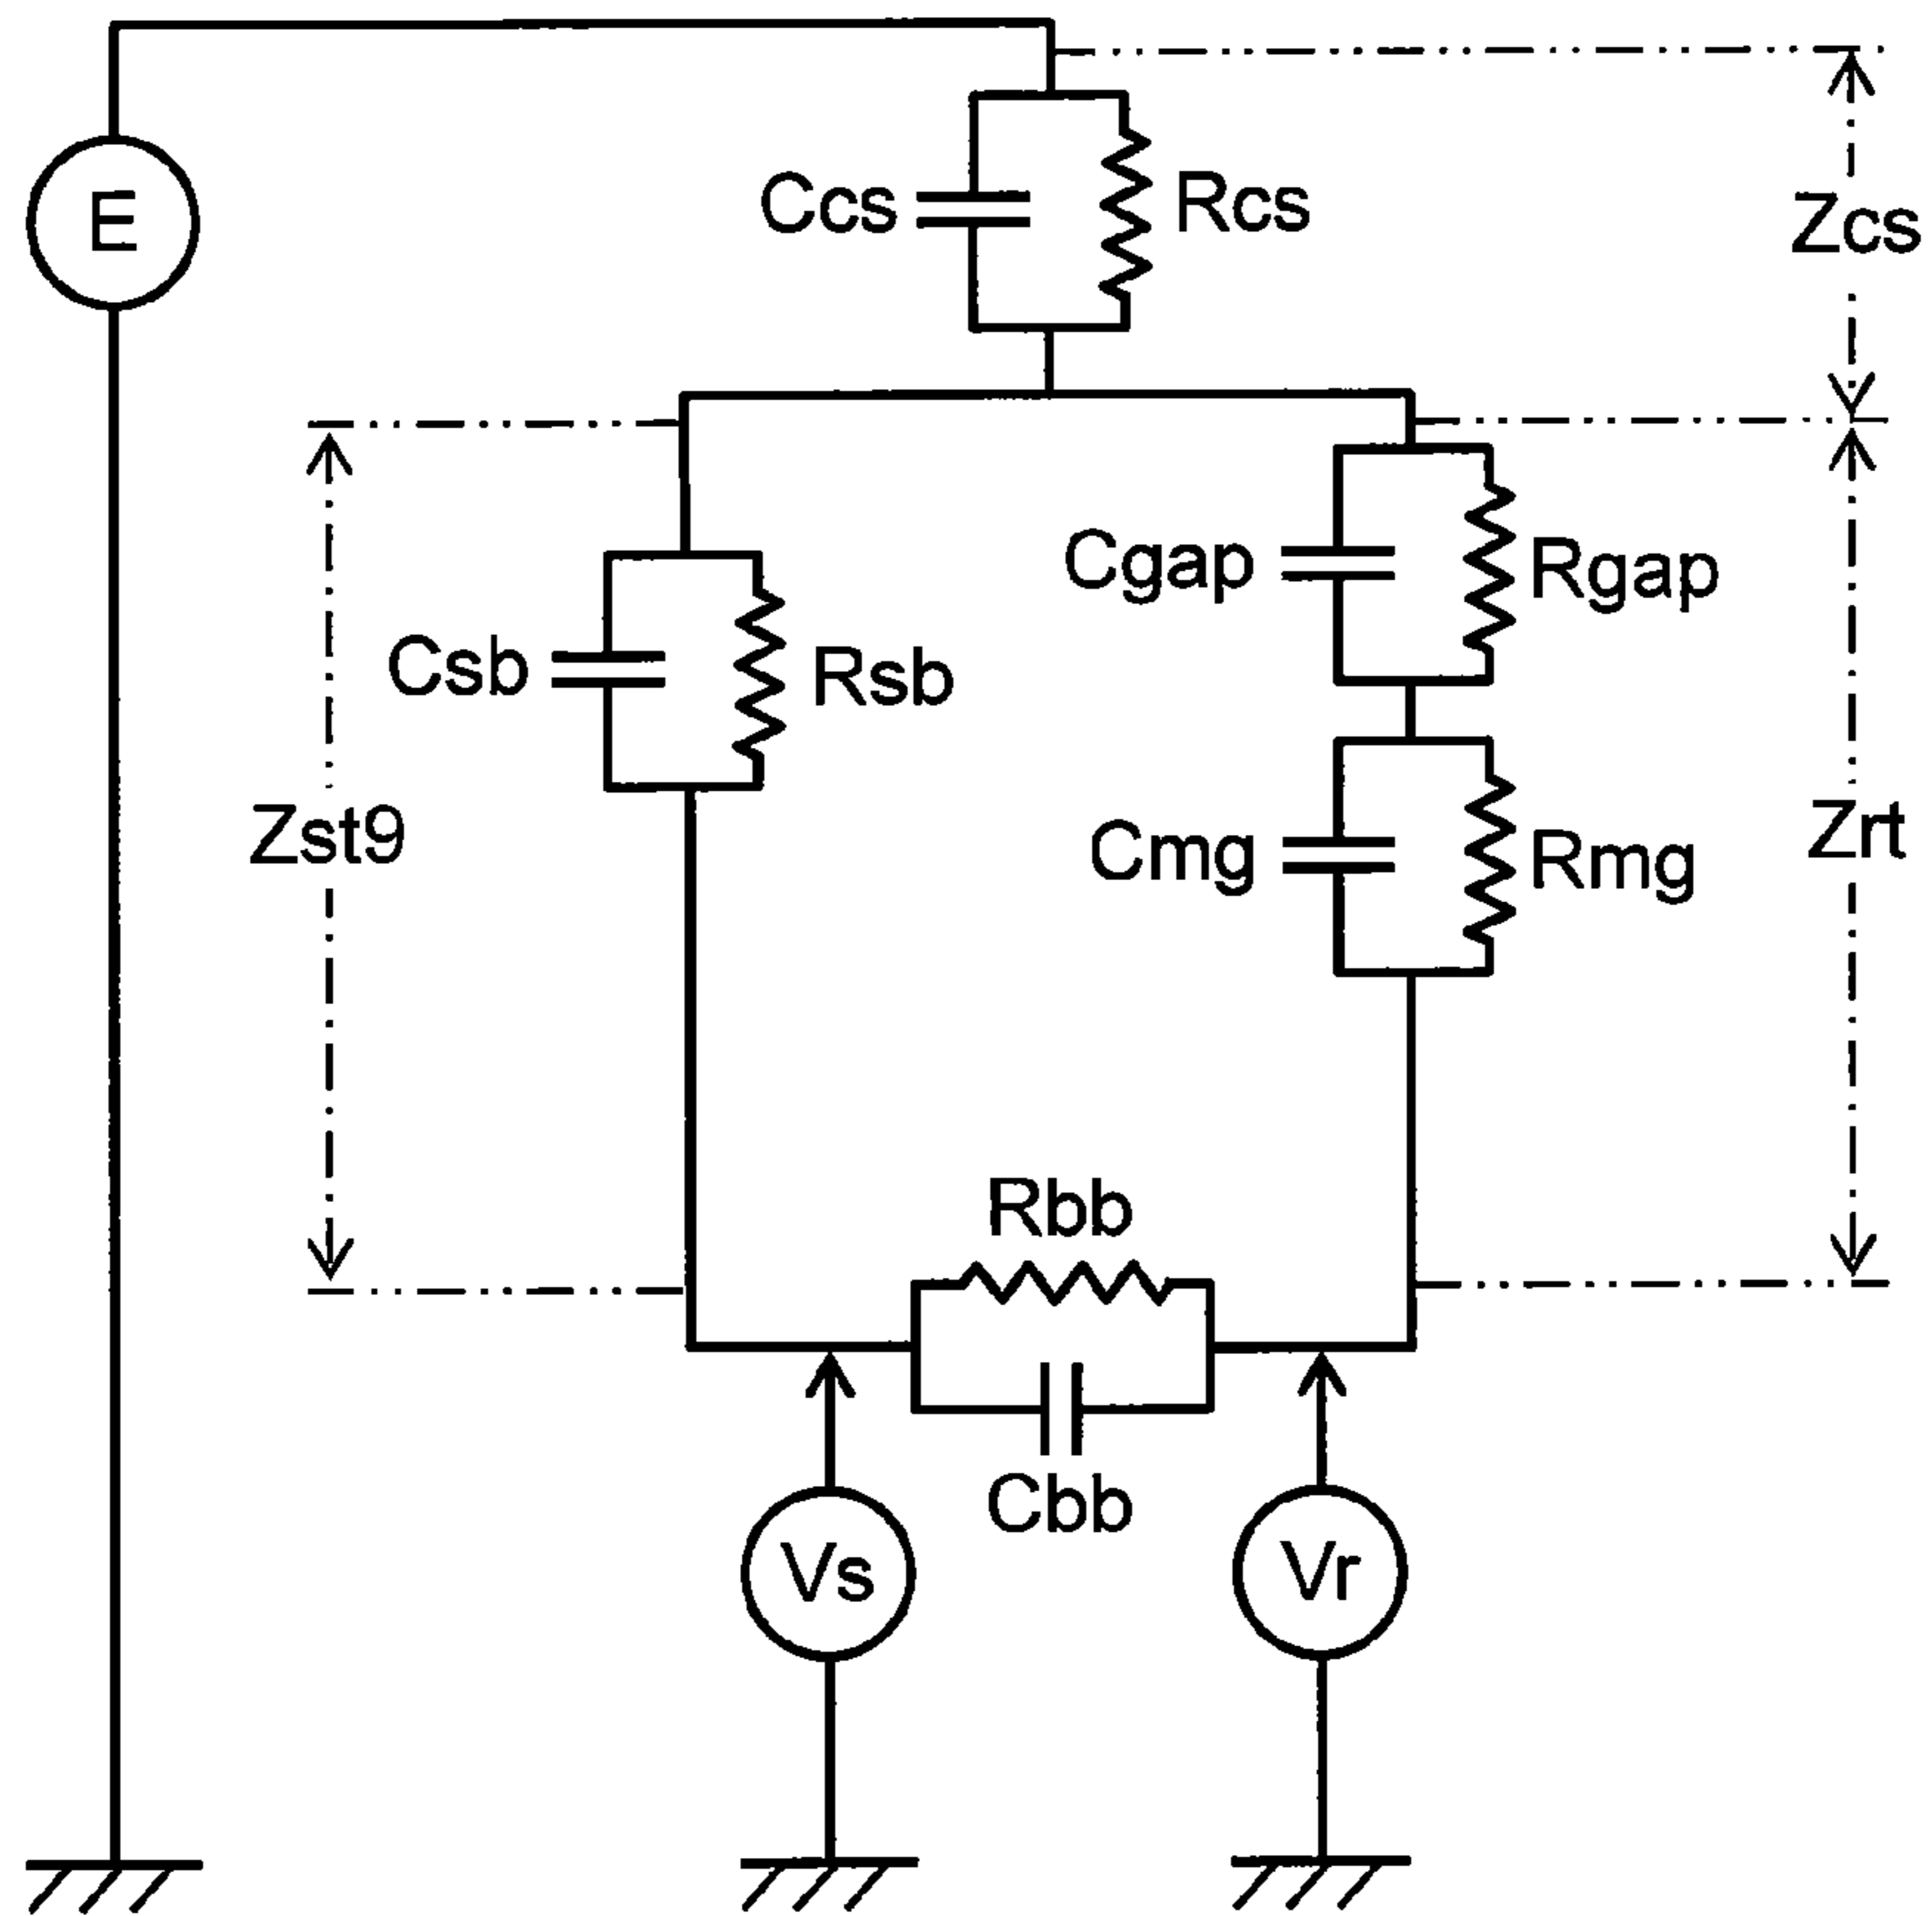 E
Ccs
Rcs
Zcs
Cgap
Rgap
Csb
Rsb
Zst9
Cmg
Rmg
Zrt
Rbb
Cbb
Vs
Vr